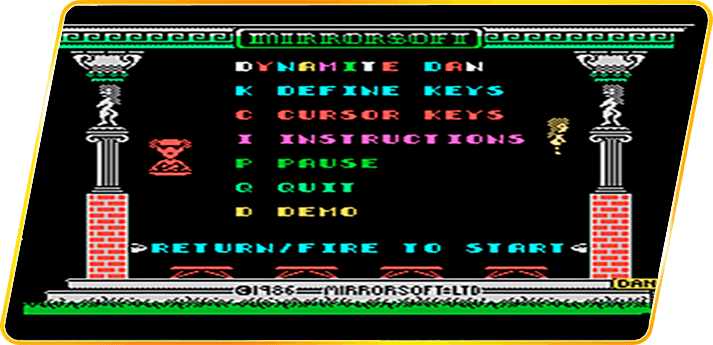 MIRRORSOFT
DYNAMITE DAN
K DEFINE KEYS
C CURSOR KEYS
I INSTRUCTIONS
P PAUSE
Q QUIT
D DEMO
RETURN/FIRE TO START
DAN
©1986 MIRRORSOFT LTD